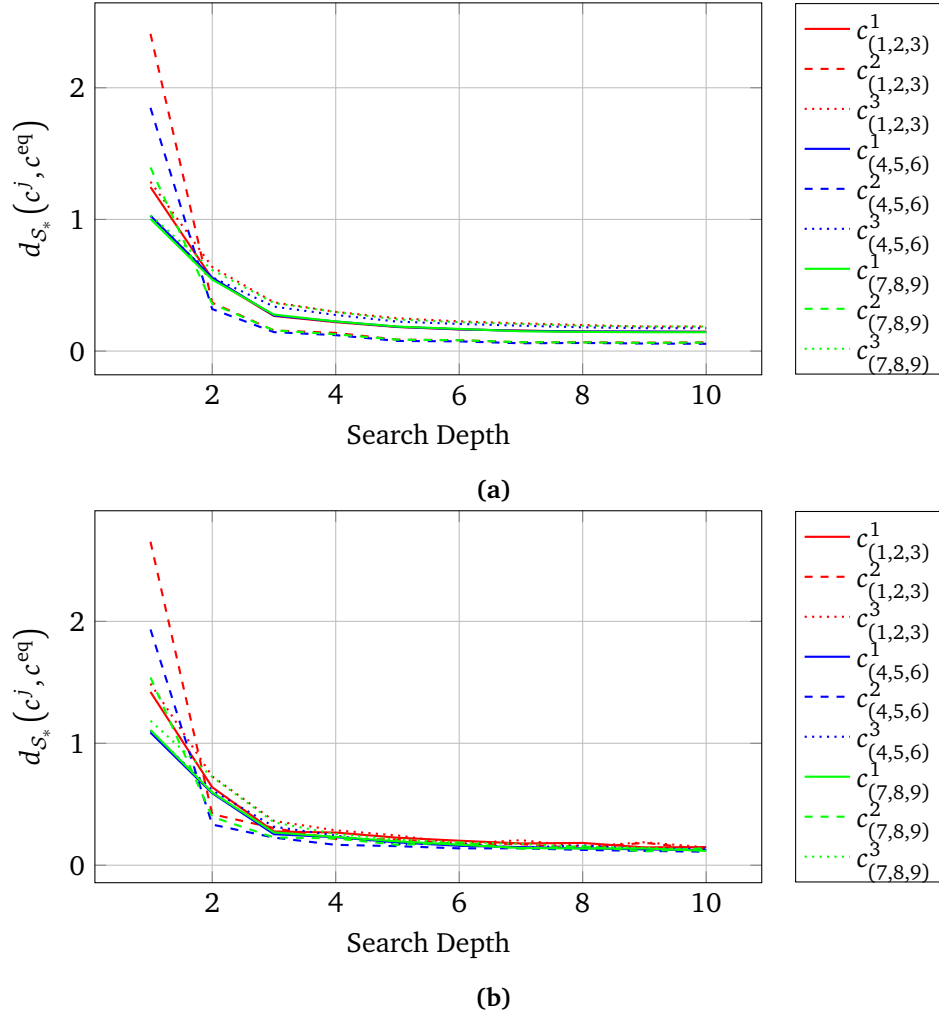 2
1
0
d_{𝒮_*}(c^j, c^{eq})
2 4 6 8 10
Search Depth
c^1_{(1,2,3)}
c^2_{(1,2,3)}
c^3_{(1,2,3)}
c^1_{(4,5,6)}
c^2_{(4,5,6)}
c^3_{(4,5,6)}
c^1_{(7,8,9)}
c^2_{(7,8,9)}
c^3_{(7,8,9)}
(a)
2
1
0
d_{𝒮_*}(c^j, c^{eq})
2 4 6 8 10
Search Depth
c^1_{(1,2,3)}
c^2_{(1,2,3)}
c^3_{(1,2,3)}
c^1_{(4,5,6)}
c^2_{(4,5,6)}
c^3_{(4,5,6)}
c^1_{(7,8,9)}
c^2_{(7,8,9)}
c^3_{(7,8,9)}
(b)